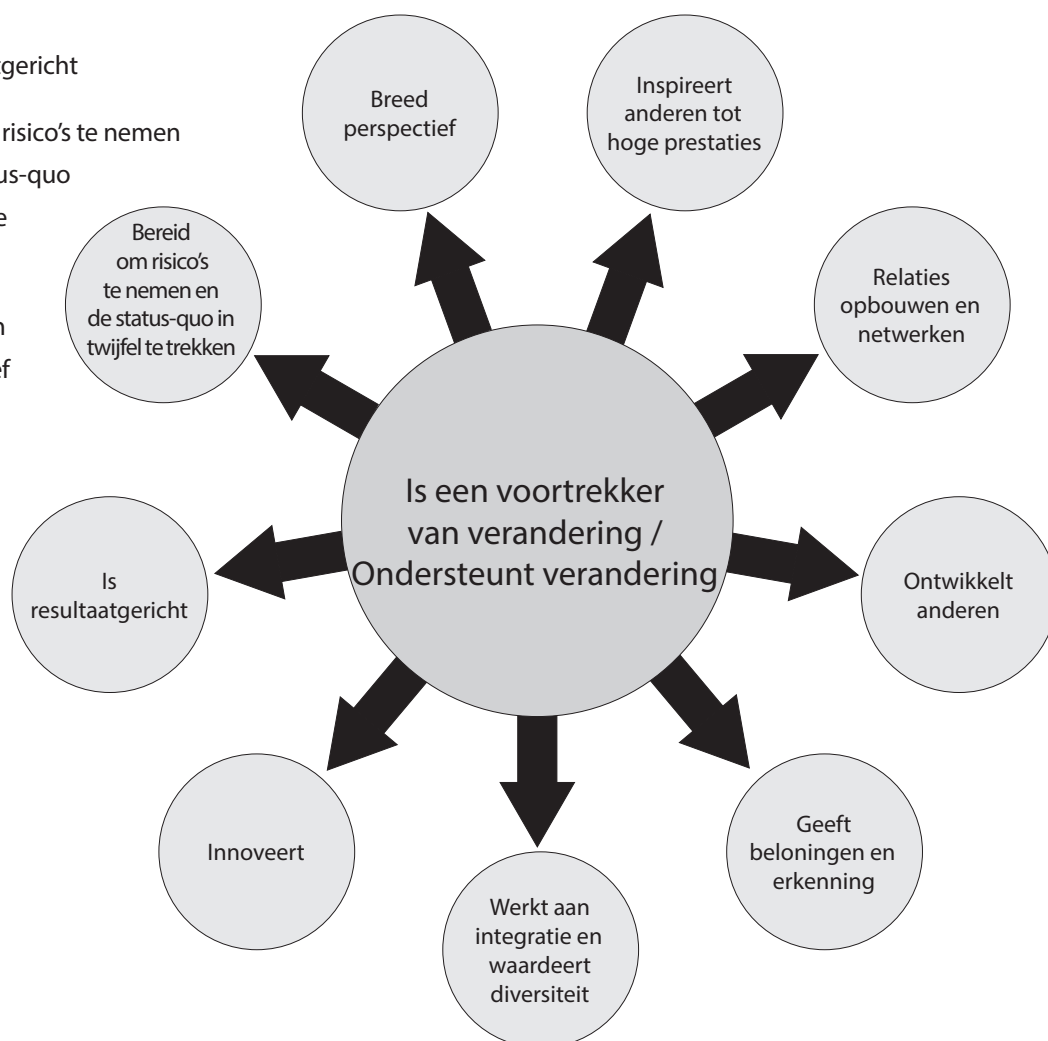 gericht
risico's te nemen
us-quo
e
n
ef
Breed
perspectief
Inspireert
anderen tot
hoge prestaties
Bereid
om risico's
te nemen en
de status-quo in
twijfel te trekken
Relaties
opbouwen en
netwerken
Is een voortrekker
van verandering /
Ondersteunt verandering
Is
resultaatgericht
Ontwikkelt
anderen
Innoveert
Geeft
beloningen en
erkenning
Werkt aan
integratie en
waardeert
diversiteit